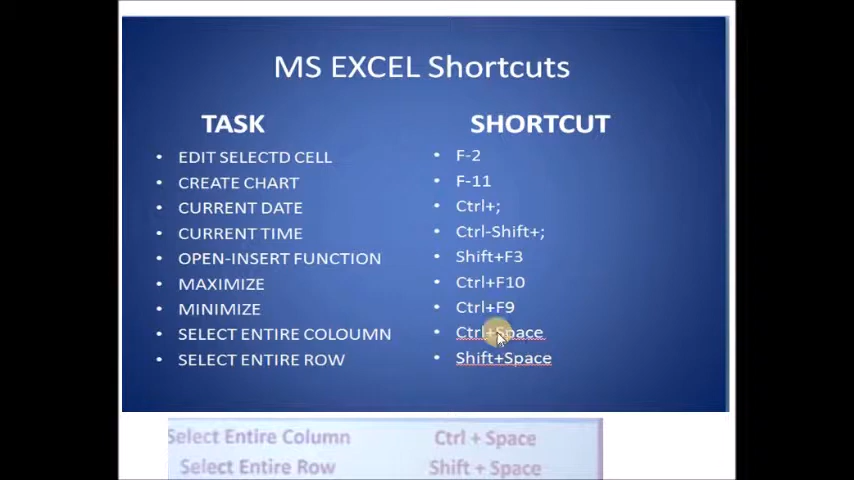 MS EXCEL Shortcuts
TASK SHORTCUT
EDIT SELECTD CELL F-2
CREATE CHART F-11
CURRENT DATE Ctrl+;
CURRENT TIME Ctrl-Shift+;
OPEN-INSERT FUNCTION Shift+F3
MAXIMIZE Ctrl+F10
MINIMIZE Ctrl+F9
SELECT ENTIRE COLOUMN Ctrl+Space
SELECT ENTIRE ROW Shift+Space
Select Entire Column Ctrl + Space
Select Entire Row Shift + Space